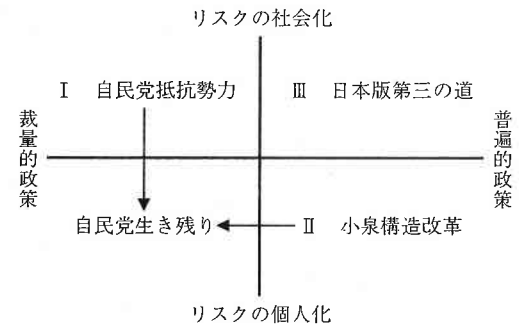 リスクの社会化
Ⅰ 自民党抵抗勢力
Ⅲ 日本版第三の道
裁量的政策
普遍的政策
自民党生き残り
Ⅱ 小泉構造改革
リスクの個人化